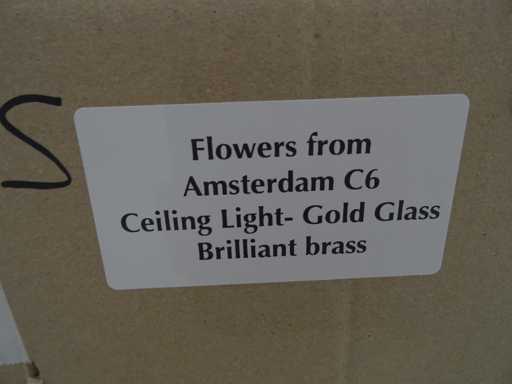 S
Flowers from
Amsterdam C6
Ceiling Light- Gold Glass
Brilliant brass